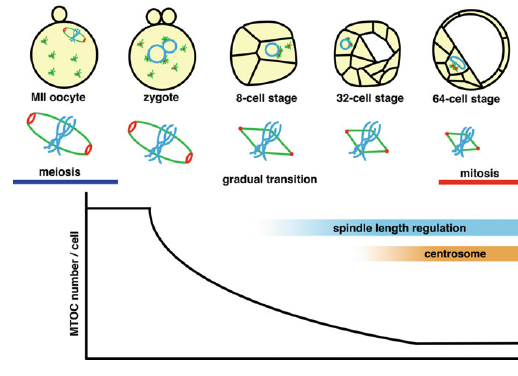 MII oocyte
zygote
8-cell stage
32-cell stage
64-cell stage
meiosis
gradual transition
mitosis
spindle length regulation
centrosome
MTOC number / cell